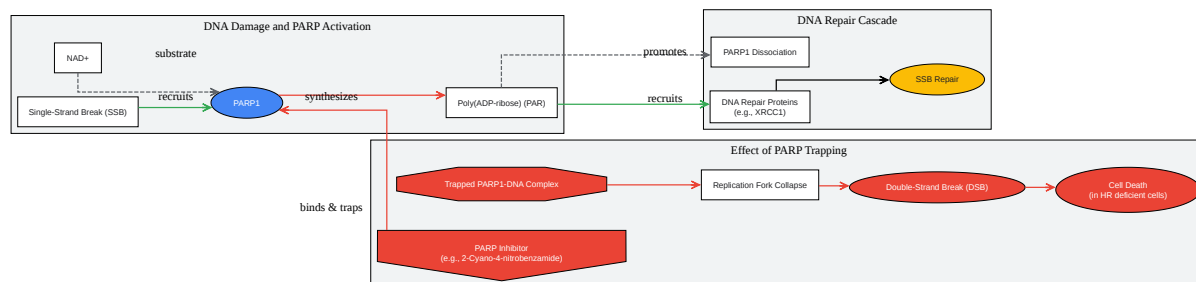 DNA Damage and PARP Activation
NAD+
substrate
Single-Strand Break (SSB)
recruits
PARP1
synthesizes
Poly(ADP-ribose) (PAR)
promotes
recruits
DNA Repair Cascade
PARP1 Dissociation
SSB Repair
DNA Repair Proteins
(e.g., XRCC1)
Effect of PARP Trapping
Trapped PARP1-DNA Complex
Replication Fork Collapse
Double-Strand Break (DSB)
Cell Death
(in HR deficient cells)
binds & traps
PARP Inhibitor
(e.g., 2-Cyano-4-nitrobenzamide)